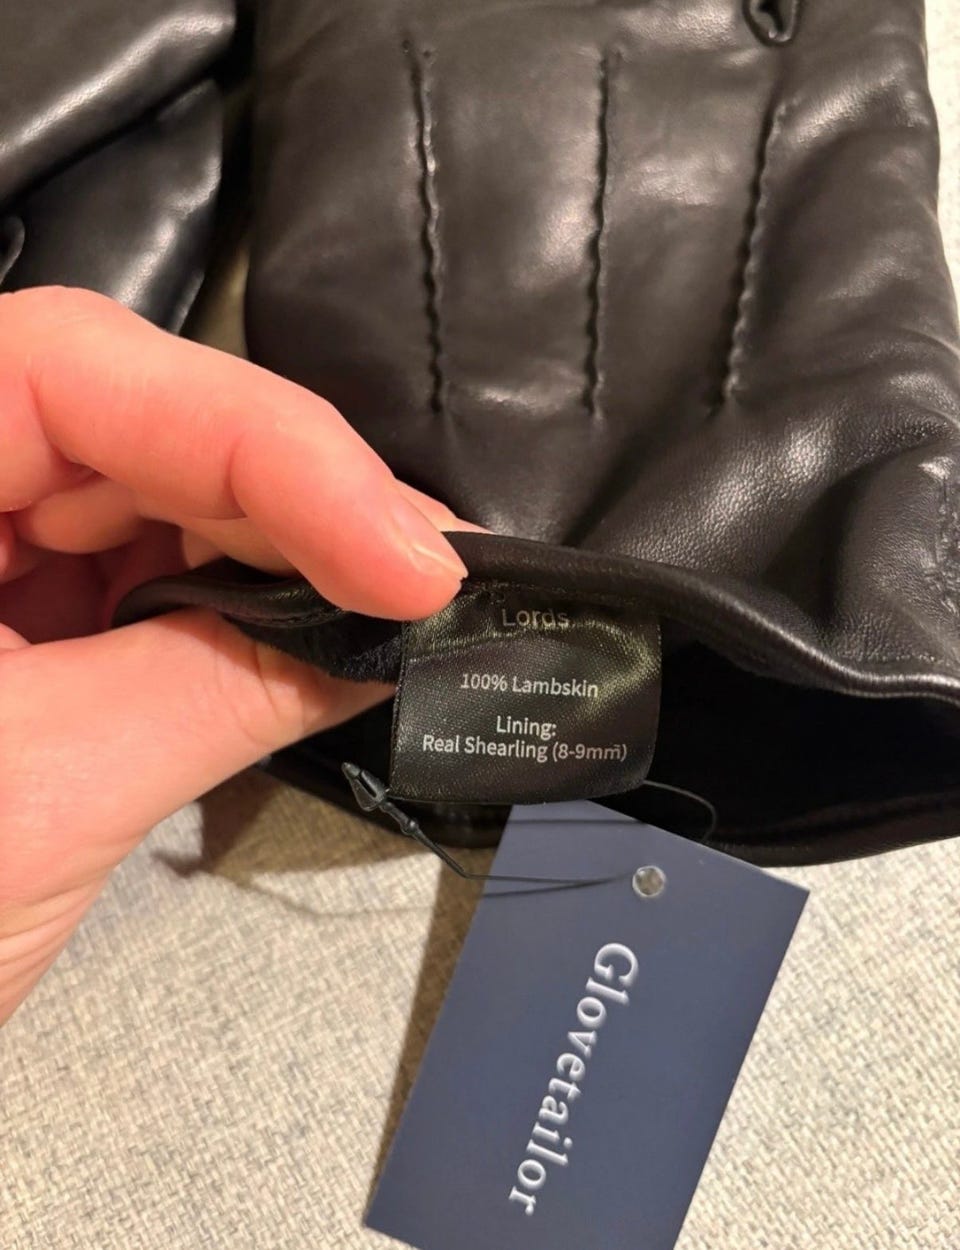 Lords
100% Lambskin
Lining:
Real Shearling (8-9mm)
Glovetailor